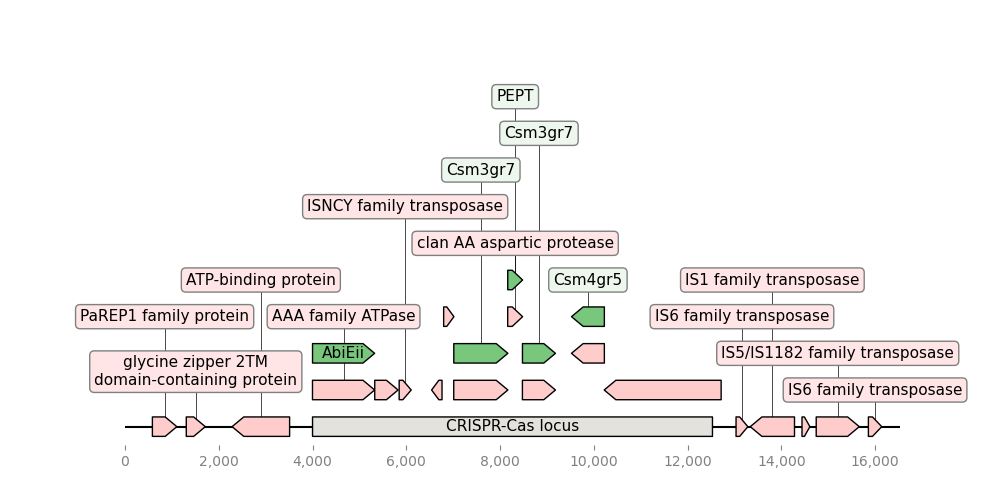 PEPT
Csm3gr7
Csm3gr7
ISNCY family transposase
clan AA aspartic protease
ATP-binding protein
Csm4gr5
IS1 family transposase
PaREP1 family protein
AAA family ATPase
IS6 family transposase
glycine zipper 2TM
domain-containing protein
AbiEii
IS5/IS1182 family transposase
IS6 family transposase
CRISPR-Cas locus
0
2,000
4,000
6,000
8,000
10,000
12,000
14,000
16,000